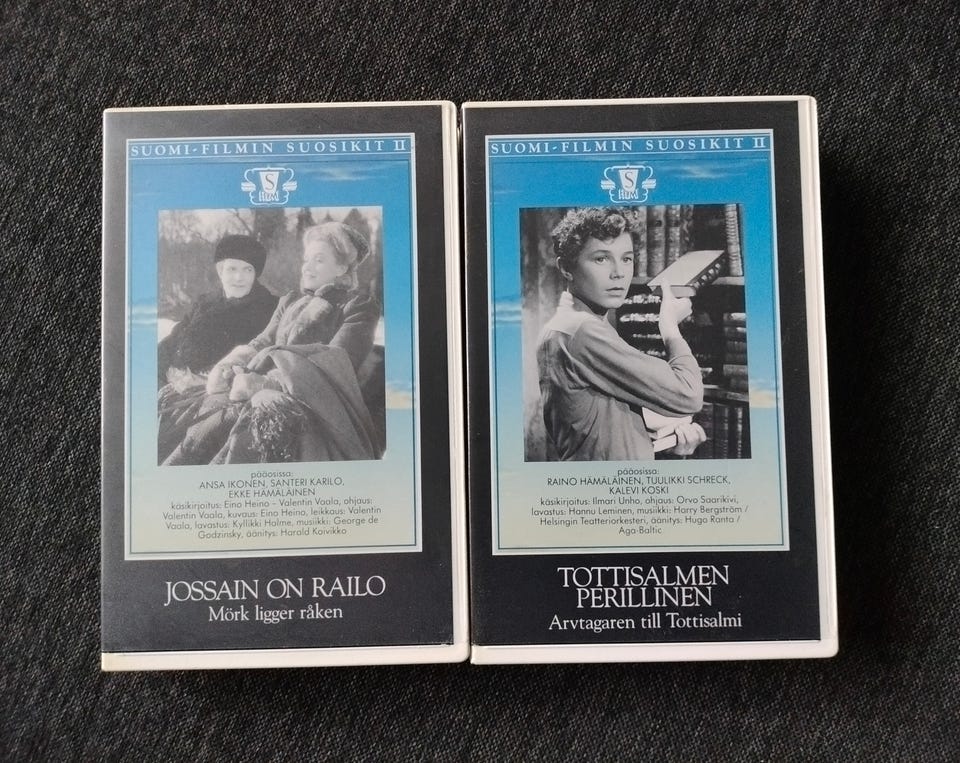 SUOMI-FILMIN SUOSIKIT II
S
FILMI
pääosissa:
ANSA IKONEN, SANTERI KARILO,
EKKE HÄMÄLÄINEN
käsikirjoitus: Eino Heino – Valentin Vaala, ohjaus:
Valentin Vaala, kuvaus: Eino Heino, leikkaus: Valentin
Vaala, lavastus: Kyllikki Holme, musiikki: George de
Godzinsky, äänitys: Harald Koivikko
JOSSAIN ON RAILO
Mörk ligger råken
SUOMI-FILMIN SUOSIKIT II
S
FILMI
pääosissa:
RAINO HÄMÄLÄINEN, TUULIKKI SCHRECK,
KALEVI KOSKI
käsikirjoitus: Ilmari Unho, ohjaus: Orvo Saarikivi,
lavastus: Hannu Leminen, musiikki: Harry Bergström /
Helsingin Teatteriorkesteri, äänitys: Hugo Ranta /
Aga-Baltic
TOTTISALMEN
PERILLINEN
Arvtagaren till Tottisalmi